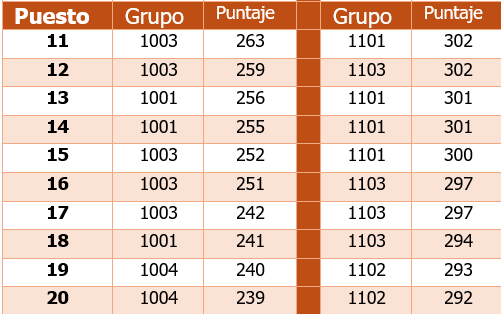 Puesto Grupo Puntaje Grupo Puntaje
11 1003 263 1101 302
12 1003 259 1103 302
13 1001 256 1101 301
14 1001 255 1101 301
15 1003 252 1101 300
16 1003 251 1103 297
17 1003 242 1103 297
18 1001 241 1103 294
19 1004 240 1102 293
20 1004 239 1102 292